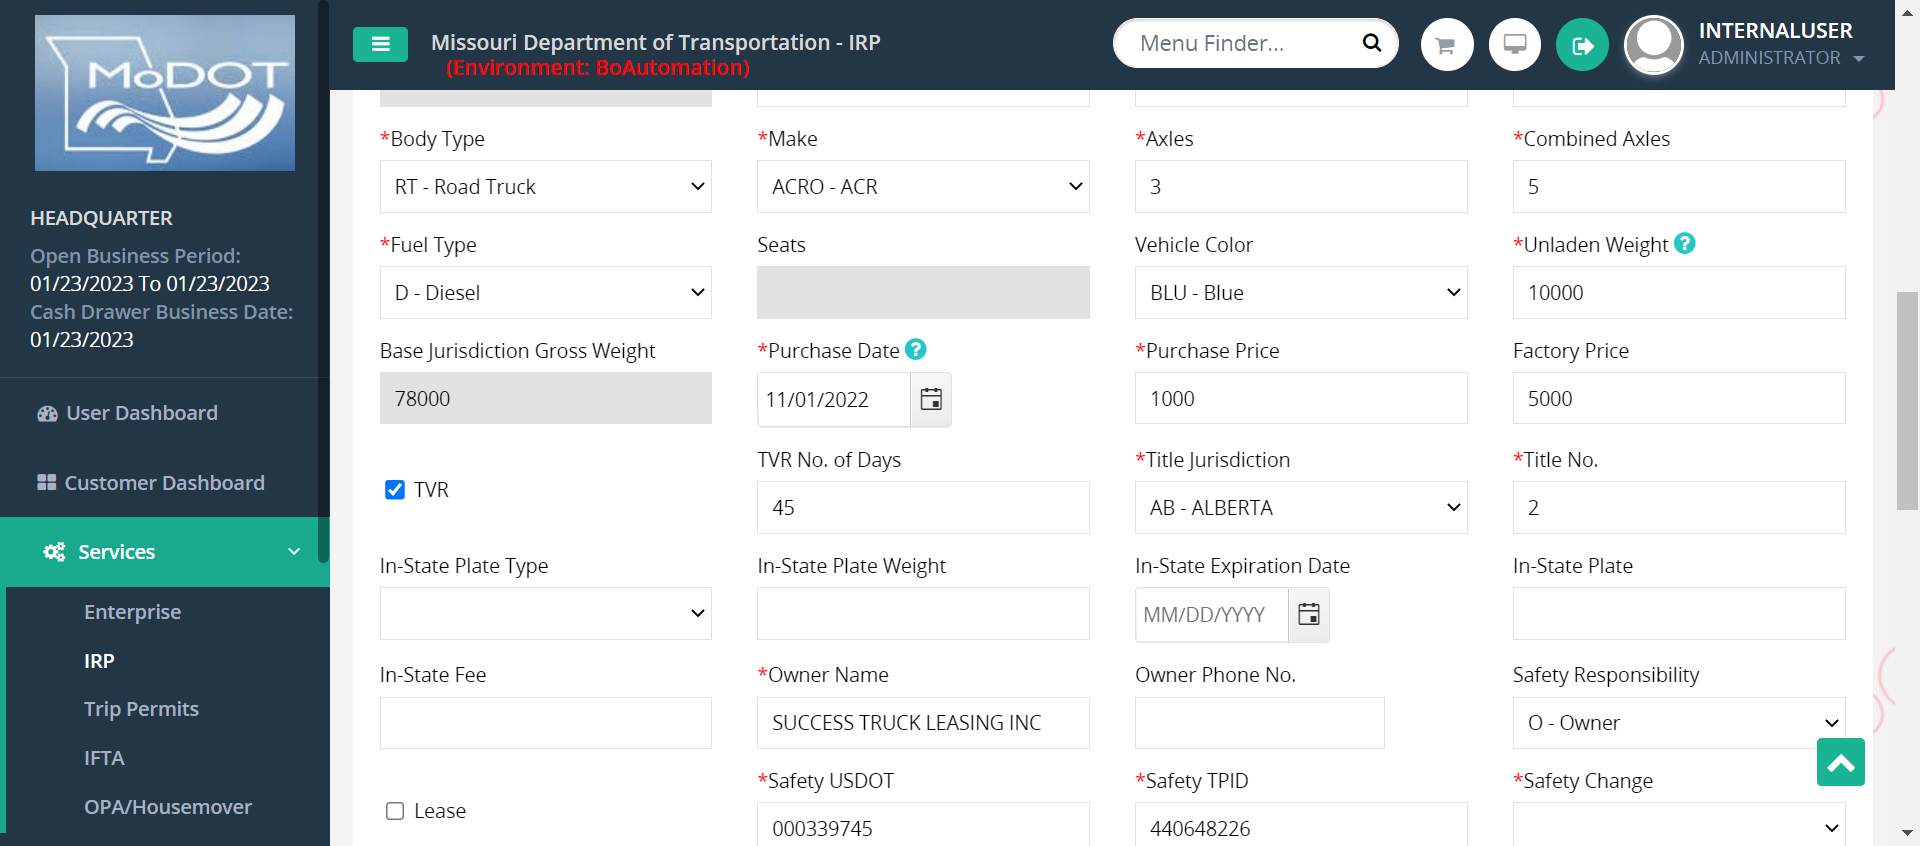 MoDOT
Missouri Department of Transportation - IRP
(Environment: BoAutomation)
Menu Finder...
INTERNALUSER
ADMINISTRATOR
HEADQUARTER
Open Business Period:
01/23/2023 To 01/23/2023
Cash Drawer Business Date:
01/23/2023
User Dashboard
Customer Dashboard
Services
Enterprise
IRP
Trip Permits
IFTA
OPA/Housemover
*Body Type *Make *Axles *Combined Axles
RT - Road Truck ACRO - ACR 3 5
*Fuel Type Seats Vehicle Color *Unladen Weight ?
D - Diesel BLU - Blue 10000
Base Jurisdiction Gross Weight *Purchase Date ? *Purchase Price Factory Price
78000 11/01/2022 1000 5000
TVR TVR No. of Days *Title Jurisdiction *Title No.
45 AB - ALBERTA 2
In-State Plate Type In-State Plate Weight In-State Expiration Date In-State Plate
MM/DD/YYYY
In-State Fee *Owner Name Owner Phone No. Safety Responsibility
SUCCESS TRUCK LEASING INC O - Owner
Lease *Safety USDOT *Safety TPID *Safety Change
000339745 440648226